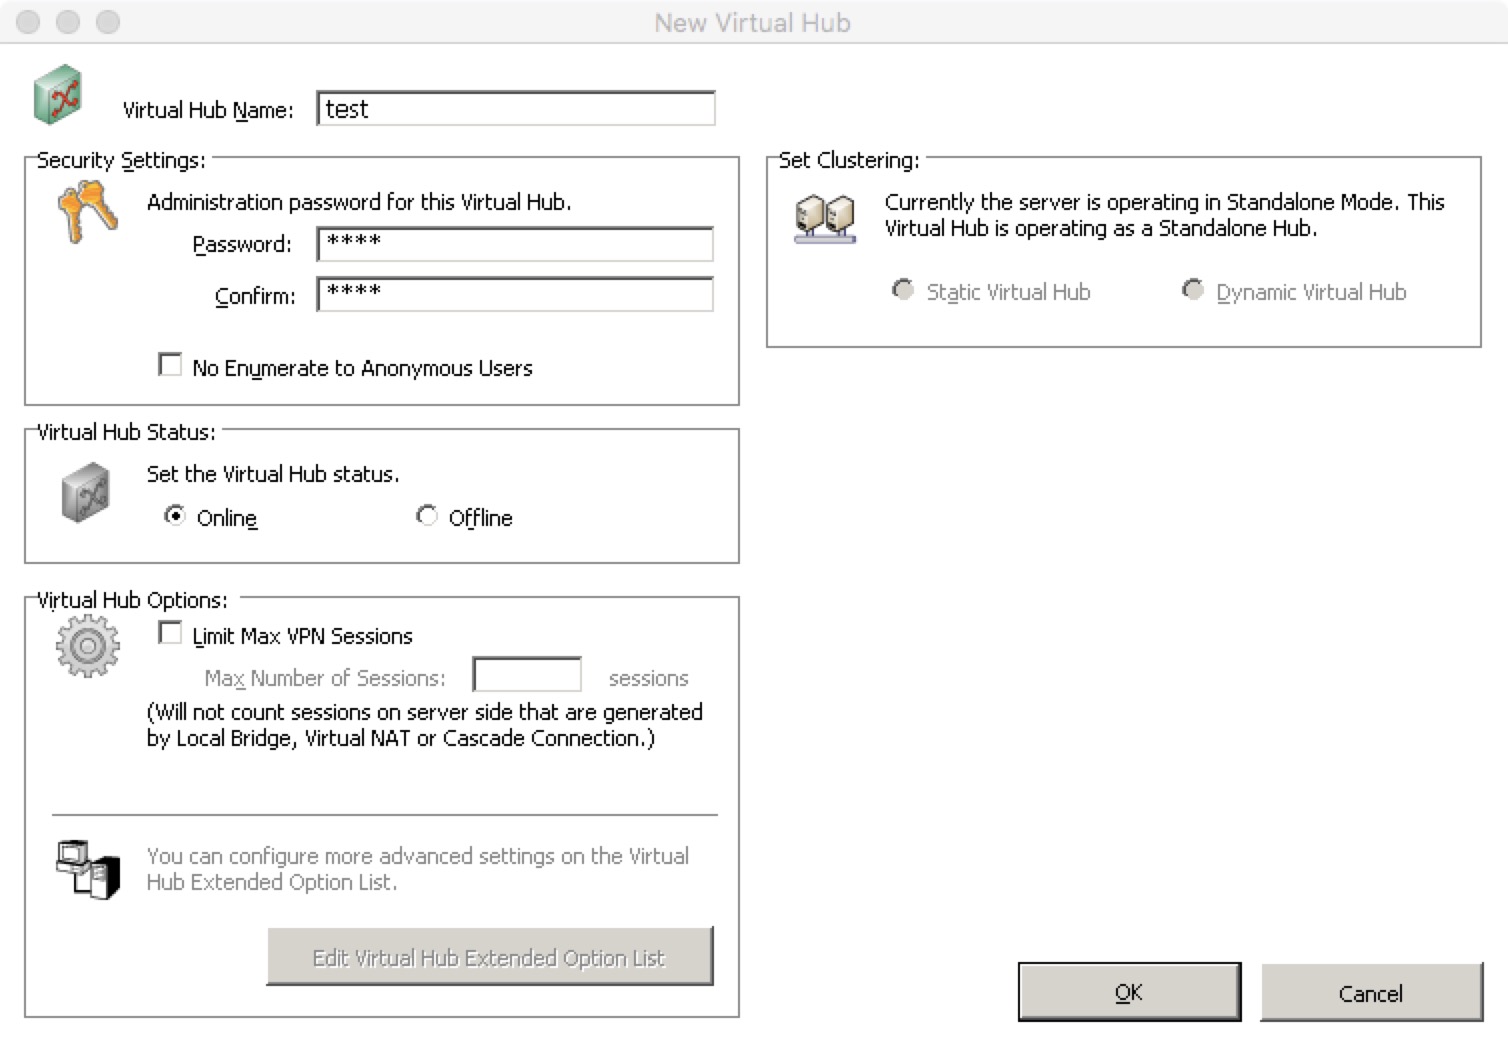 New Virtual Hub
Virtual Hub Name: test
Security Settings:
Administration password for this Virtual Hub.
Password: ****
Confirm: ****
No Enumerate to Anonymous Users
Set Clustering:
Currently the server is operating in Standalone Mode. This
Virtual Hub is operating as a Standalone Hub.
Static Virtual Hub Dynamic Virtual Hub
Virtual Hub Status:
Set the Virtual Hub status.
Online Offline
Virtual Hub Options:
Limit Max VPN Sessions
Max Number of Sessions: sessions
(Will not count sessions on server side that are generated
by Local Bridge, Virtual NAT or Cascade Connection.)
You can configure more advanced settings on the Virtual
Hub Extended Option List.
Edit Virtual Hub Extended Option List
OK Cancel